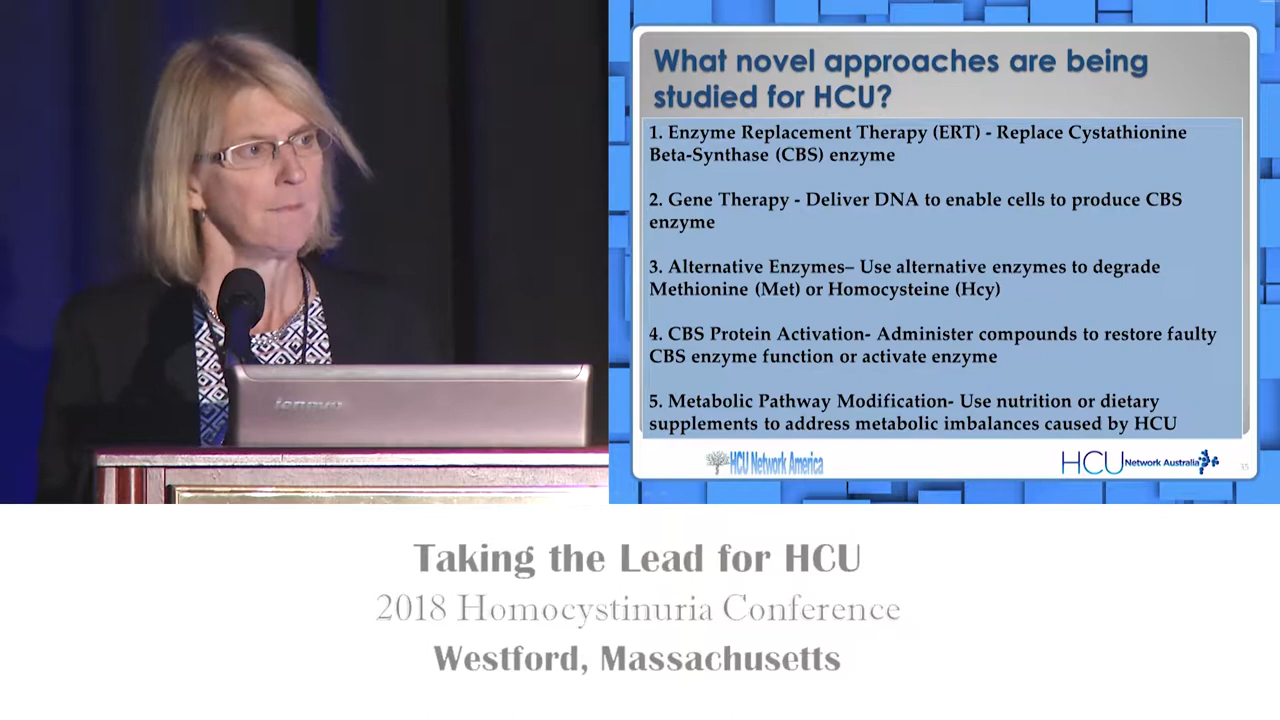 What novel approaches are being
studied for HCU?
1. Enzyme Replacement Therapy (ERT) - Replace Cystathionine
Beta-Synthase (CBS) enzyme
2. Gene Therapy - Deliver DNA to enable cells to produce CBS
enzyme
3. Alternative Enzymes– Use alternative enzymes to degrade
Methionine (Met) or Homocysteine (Hcy)
4. CBS Protein Activation- Administer compounds to restore faulty
CBS enzyme function or activate enzyme
5. Metabolic Pathway Modification- Use nutrition or dietary
supplements to address metabolic imbalances caused by HCU
HCU Network America
HCU Network Australia
35
lenovo
Taking the Lead for HCU
2018 Homocystinuria Conference
Westford, Massachusetts